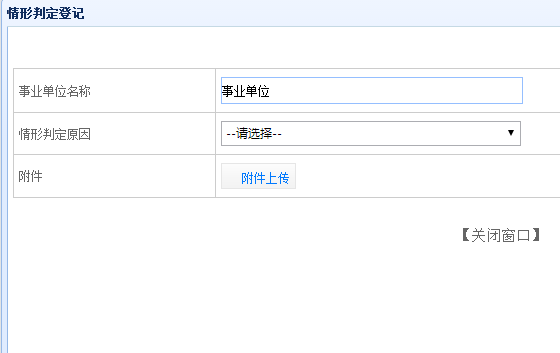 情形判定登记
事业单位名称
事业单位
情形判定原因
--请选择--
附件
附件上传
【关闭窗口】